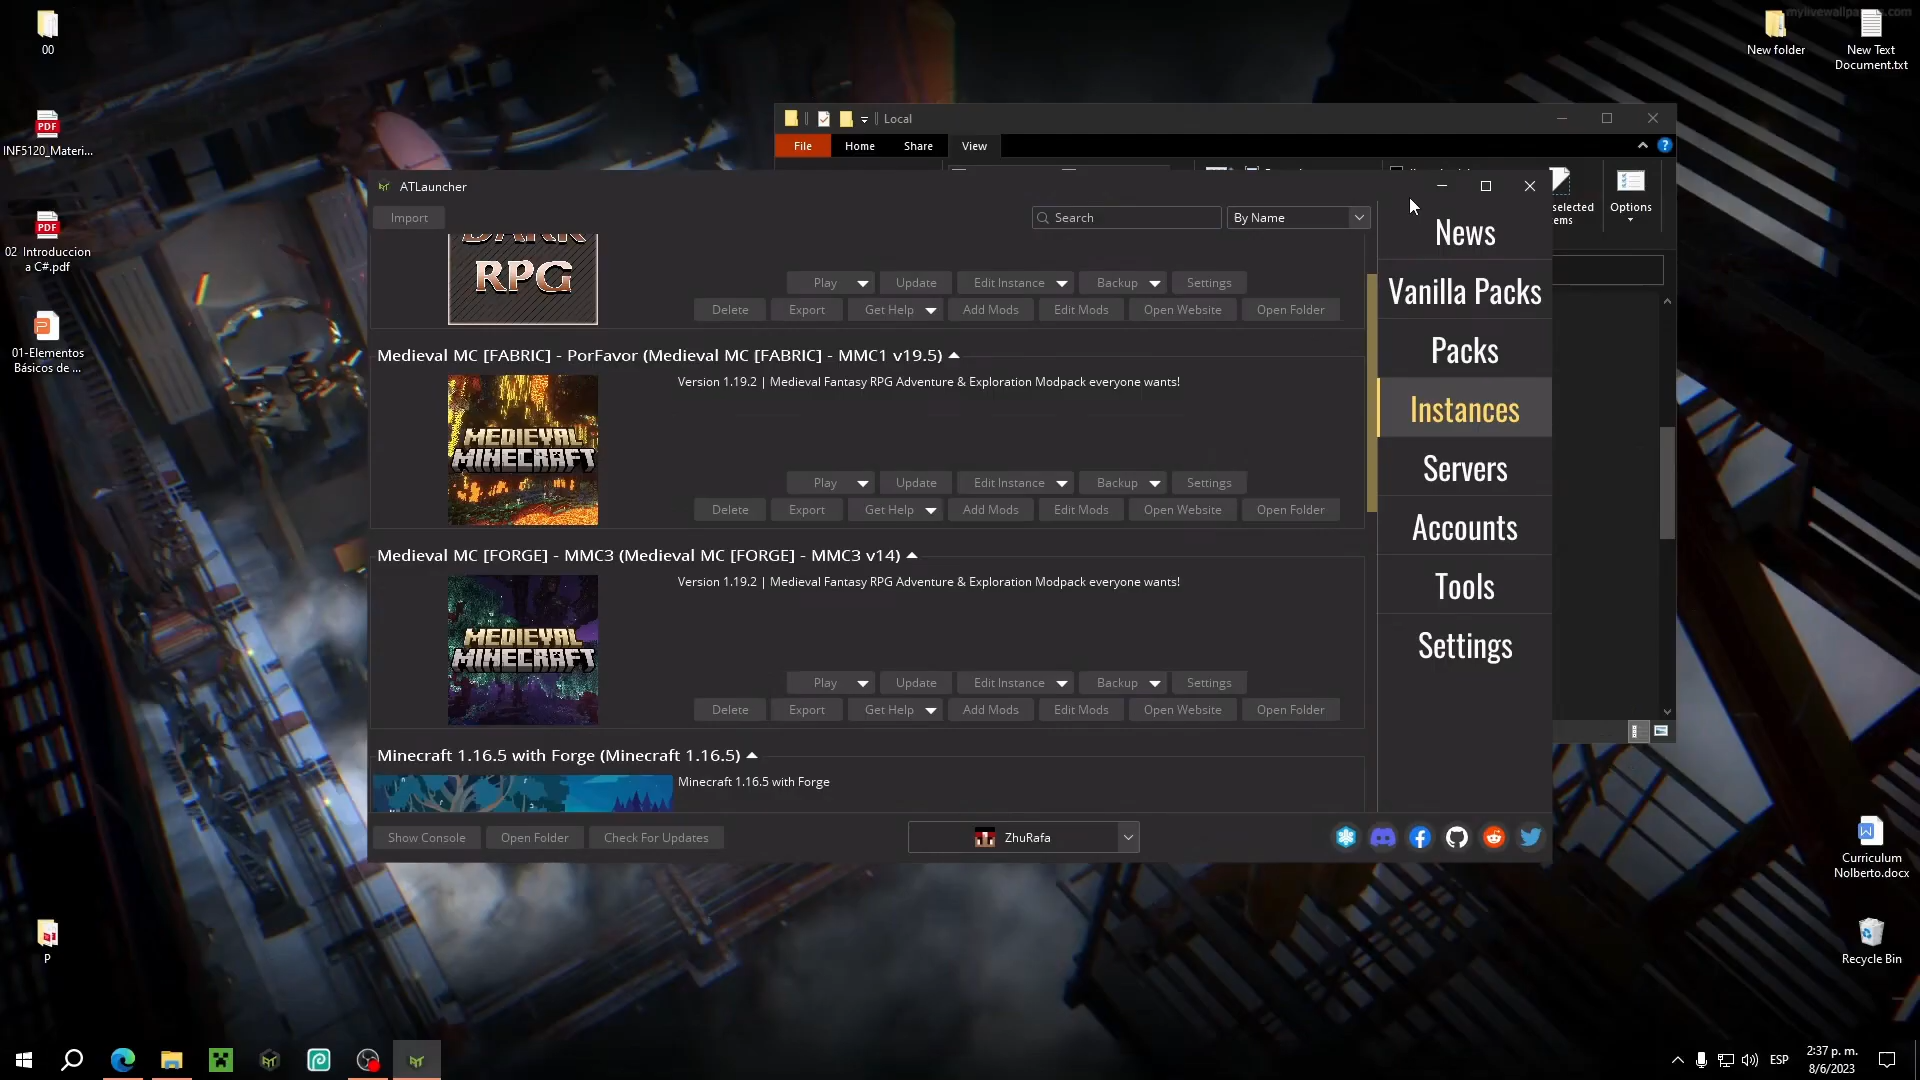 mylivewallpapers.com
00
New folder
New Text
Document.txt
PDF
INF5120_Materi...
PDF
02 Introduccion
a C#.pdf
01-Elementos
Básicos de ...
P
Local
File
Home
Share
View
selected
Options
ATLauncher
Import
Search
By Name
RPG
Play
Update
Edit Instance
Backup
Settings
Delete
Export
Get Help
Add Mods
Edit Mods
Open Website
Open Folder
Medieval MC [FABRIC] - PorFavor (Medieval MC [FABRIC] - MMC1 v19.5)
Version 1.19.2 | Medieval Fantasy RPG Adventure & Exploration Modpack everyone wants!
MEDIEVAL
MINECRAFT
Play
Update
Edit Instance
Backup
Settings
Delete
Export
Get Help
Add Mods
Edit Mods
Open Website
Open Folder
Medieval MC [FORGE] - MMC3 (Medieval MC [FORGE] - MMC3 v14)
Version 1.19.2 | Medieval Fantasy RPG Adventure & Exploration Modpack everyone wants!
MEDIEVAL
MINECRAFT
Play
Update
Edit Instance
Backup
Settings
Delete
Export
Get Help
Add Mods
Edit Mods
Open Website
Open Folder
Minecraft 1.16.5 with Forge (Minecraft 1.16.5)
Minecraft 1.16.5 with Forge
News
Vanilla Packs
Packs
Instances
Servers
Accounts
Tools
Settings
Show Console
Open Folder
Check For Updates
ZhuRafa
Curriculum
Nolberto.docx
Recycle Bin
ESP
2:37 p. m.
8/6/2023